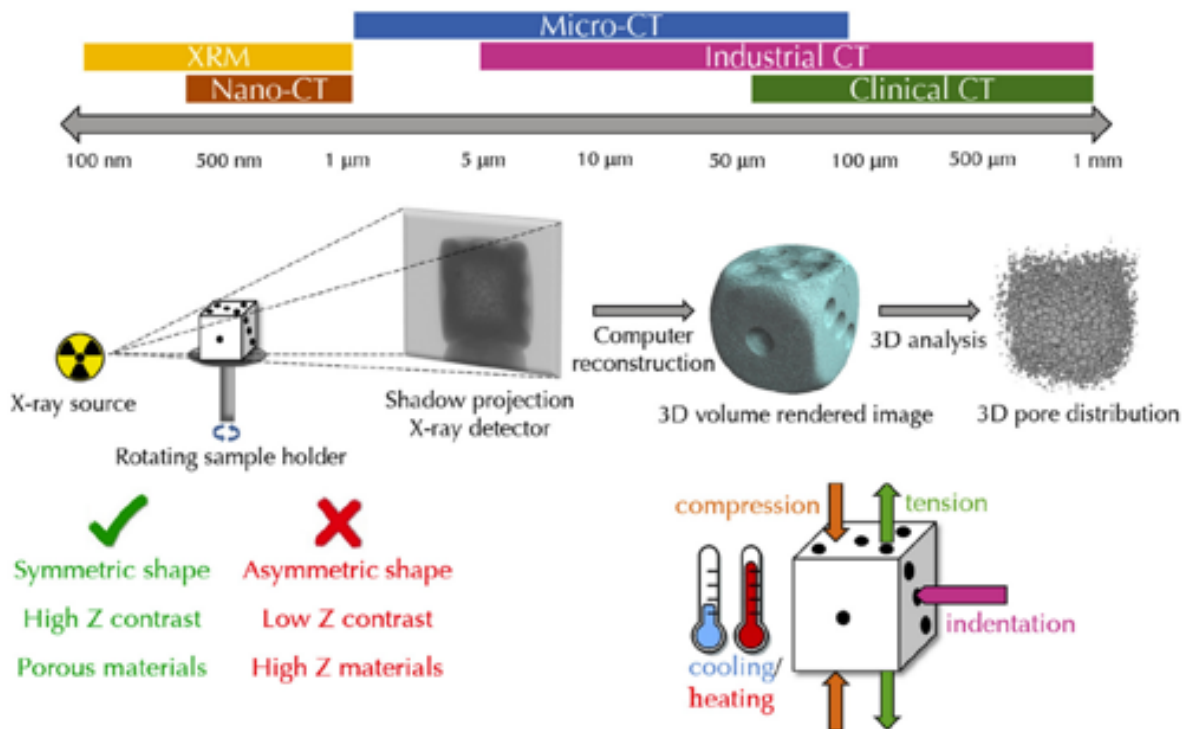 Micro-CT
XRM
Industrial CT
Nano-CT
Clinical CT
100 nm
500 nm
1 µm
5 µm
10 µm
50 µm
100 µm
500 µm
1 mm
X-ray source
Rotating sample holder
Shadow projection
X-ray detector
Computer
reconstruction
3D volume rendered image
3D analysis
3D pore distribution
Symmetric shape
High Z contrast
Porous materials
Asymmetric shape
Low Z contrast
High Z materials
compression
tension
indentation
cooling/
heating